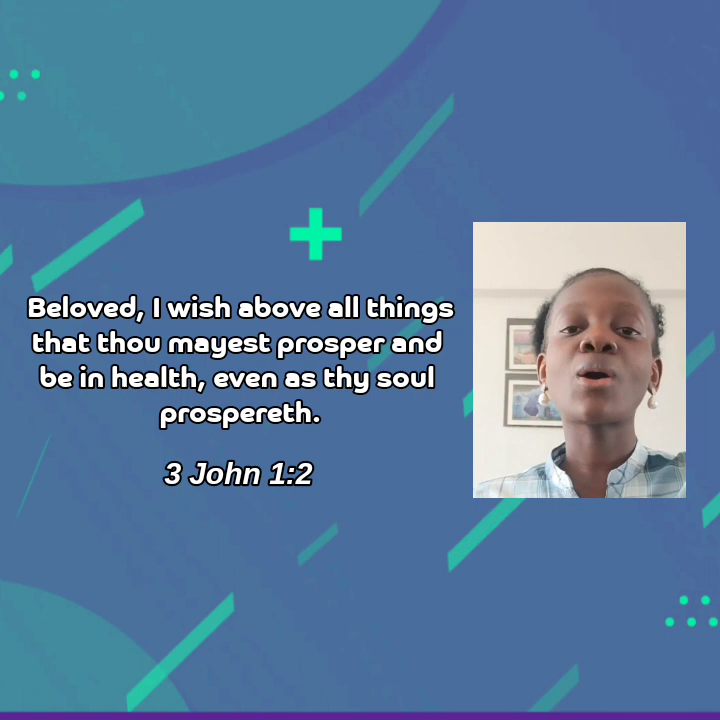 Beloved, I wish above all things
that thou mayest prosper and
be in health, even as thy soul
prospereth.
3 John 1:2